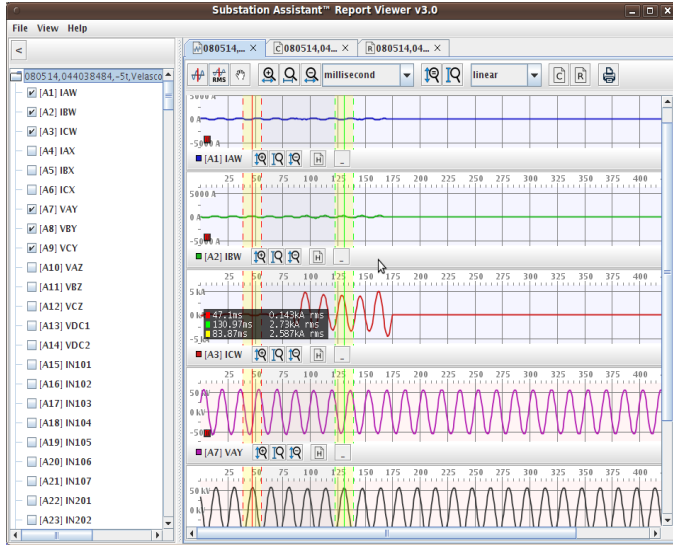 Substation Assistant™ Report Viewer v3.0
File View Help
<
080514,... × C 080514,04... × R 080514,04... ×
RMS millisecond linear C R
080514,044038484,-5t,Velasco
[A1] IAW
[A2] IBW
[A3] ICW
[A4] IAX
[A5] IBX
[A6] ICX
[A7] VAY
[A8] VBY
[A9] VCY
[A10] VAZ
[A11] VBZ
[A12] VCZ
[A13] VDC1
[A14] VDC2
[A15] IN101
[A16] IN102
[A17] IN103
[A18] IN104
[A19] IN105
[A20] IN106
[A21] IN107
[A22] IN201
[A23] IN202
5000 A
0 A
-5000 A
[A1] IAW H -
25 50 75 100 125 150 175 200 225 250 275 300 325 350 375 400
5000 A
0 A
-5000 A
[A2] IBW H -
25 50 75 100 125 150 175 200 225 250 275 300 325 350 375 400
5 kA
0 kA
47.1ms 0.143kA rms
130.97ms 2.73kA rms
83.87ms 2.587kA rms
[A3] ICW H -
25 50 75 100 125 150 175 200 225 250 275 300 325 350 375 400
50 kV
0 kV
-50
[A7] VAY H -
25 50 75 100 125 150 175 200 225 250 275 300 325 350 375 400
50 kV
0 kV